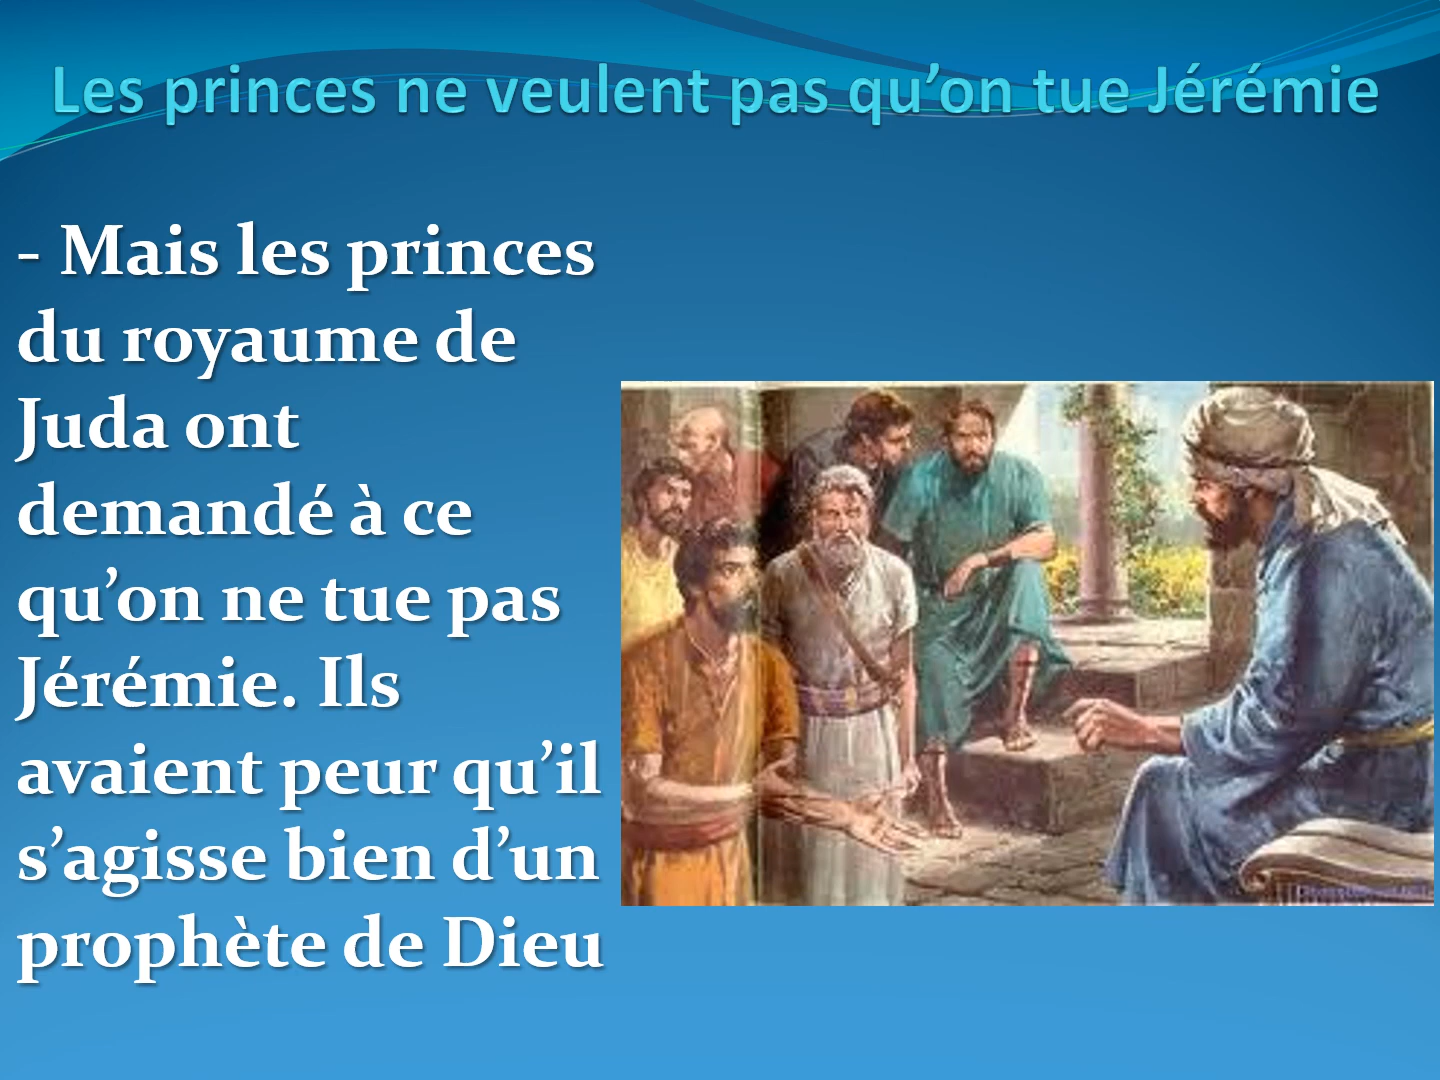 Les princes ne veulent pas qu’on tue Jérémie
- Mais les princes
du royaume de
Juda ont
demandé à ce
qu’on ne tue pas
Jérémie. Ils
avaient peur qu’il
s’agisse bien d’un
prophète de Dieu